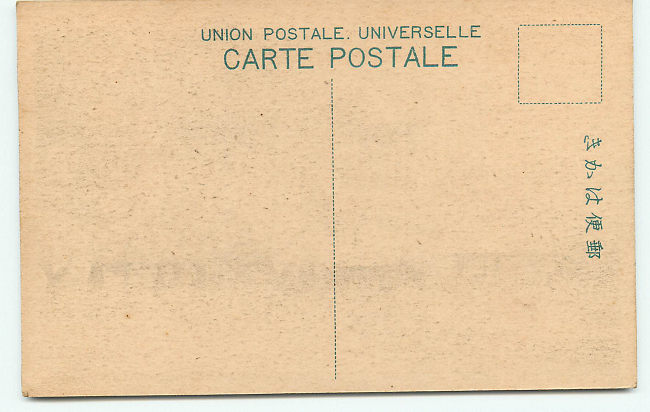 UNION POSTALE. UNIVERSELLE
CARTE POSTALE
郵便はかき